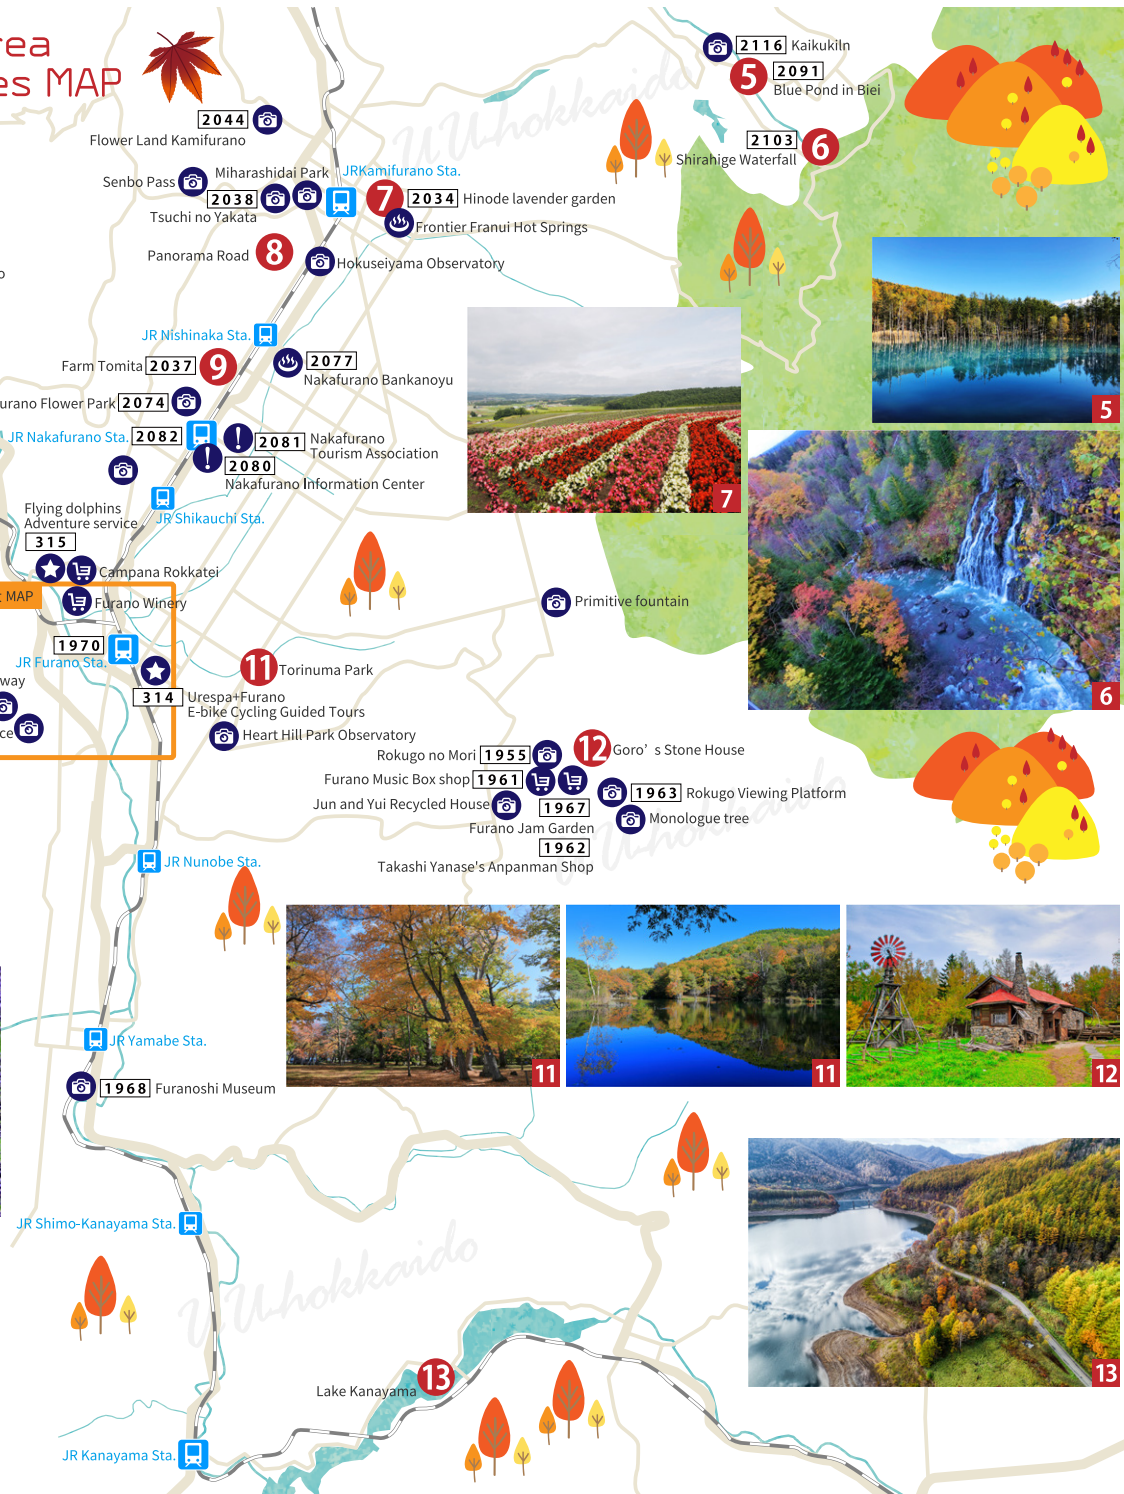 rea
es MAP
2116 Kaikukiln
5 2091
Blue Pond in Biei
2103 6
Shirahige Waterfall
UUhokkaido
2044
Flower Land Kamifurano
Senbo Pass
Miharashidai Park
2038
Tsuchi no Yakata
JRKamifurano Sta.
7 2034 Hinode lavender garden
Frontier Franui Hot Springs
Panorama Road 8
Hokuseiyama Observatory
o
JR Nishinaka Sta.
Farm Tomita 2037 9
2077
Nakafurano Bankanoyu
urano Flower Park 2074
JR Nakafurano Sta. 2082
2081 Nakafurano
Tourism Association
2080
Nakafurano Information Center
5
7
6
Flying dolphins
Adventure service
315
JR Shikauchi Sta.
Campana Rokkatei
MAP
Furano Winery
Primitive fountain
1970
JR Furano Sta.
way
ce
11 Torinuma Park
314 Urespa+Furano
E-bike Cycling Guided Tours
Heart Hill Park Observatory
Rokugo no Mori 1955
12 Goro’s Stone House
Furano Music Box shop 1961
1963 Rokugo Viewing Platform
Jun and Yui Recycled House
1967
Furano Jam Garden
Monologue tree
1962
Takashi Yanase's Anpanman Shop
UUhokkaido
JR Nunobe Sta.
11
11
12
JR Yamabe Sta.
1968 Furanoshi Museum
JR Shimo-Kanayama Sta.
UUhokkaido
13
Lake Kanayama 13
JR Kanayama Sta.